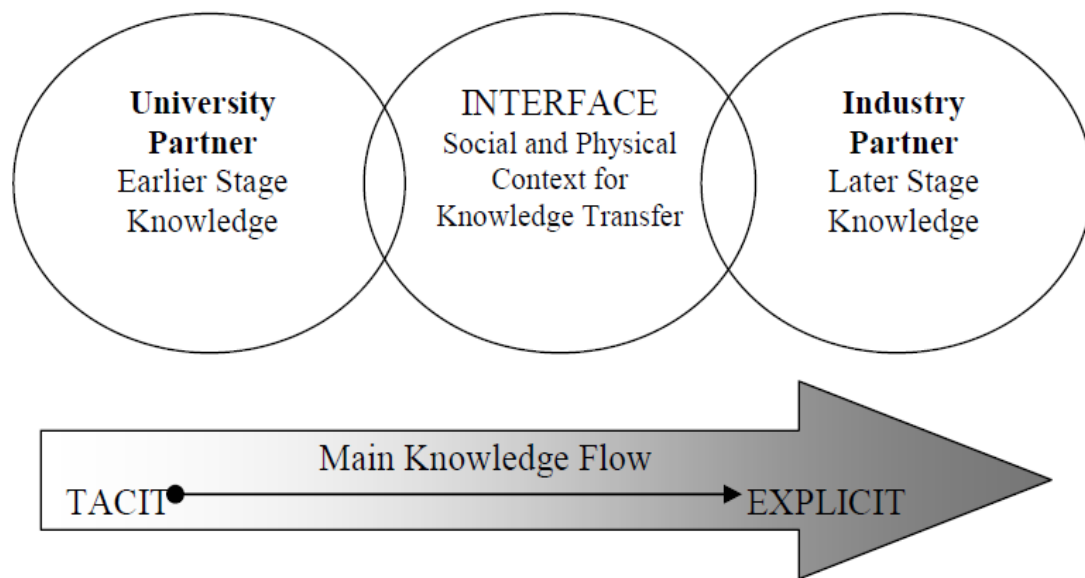 University
Partner
Earlier Stage
Knowledge
INTERFACE
Social and Physical
Context for
Knowledge Transfer
Industry
Partner
Later Stage
Knowledge
Main Knowledge Flow
TACIT
EXPLICIT